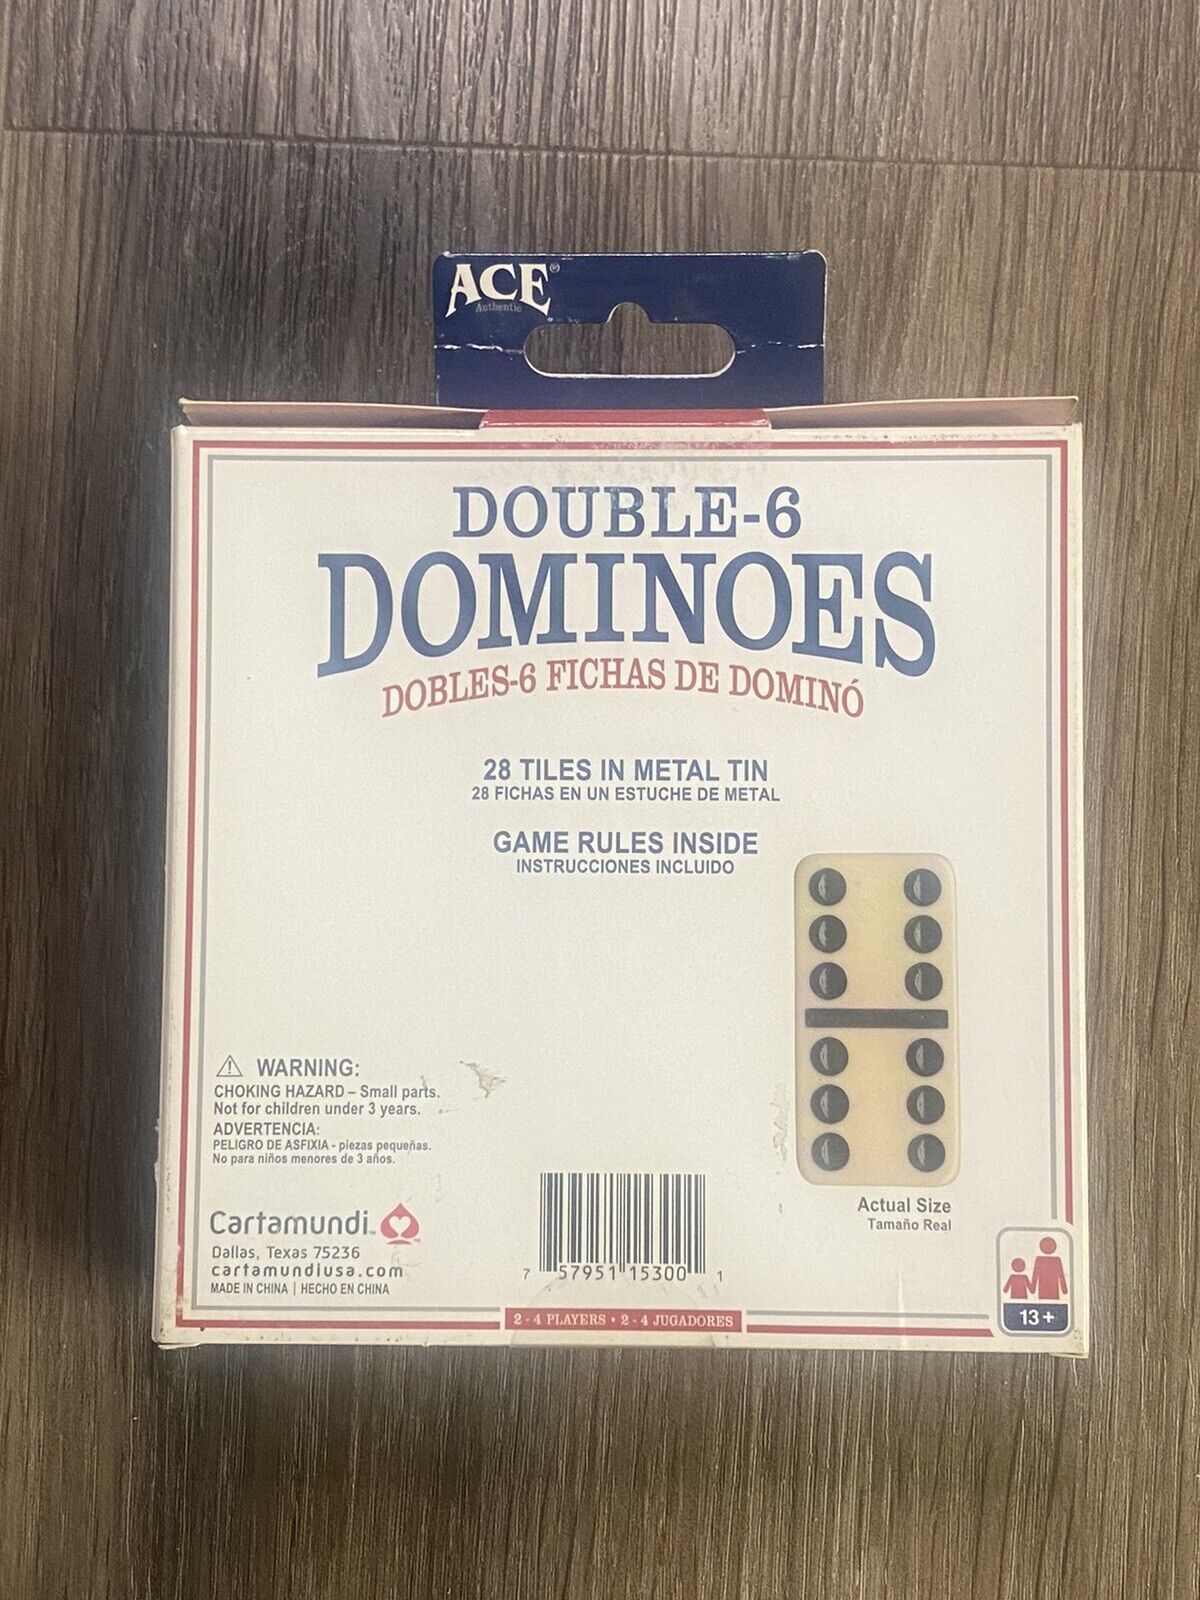 ACE®
Authentic
DOUBLE-6
DOMINOES
DOBLES-6 FICHAS DE DOMINÓ
28 TILES IN METAL TIN
28 FICHAS EN UN ESTUCHE DE METAL
GAME RULES INSIDE
INSTRUCCIONES INCLUIDO
⚠ WARNING:
CHOKING HAZARD – Small parts.
Not for children under 3 years.
ADVERTENCIA:
PELIGRO DE ASFIXIA - piezas pequeñas.
No para niños menores de 3 años.
Cartamundi™
Dallas, Texas 75236
cartamundiusa.com
MADE IN CHINA | HECHO EN CHINA
7 57951 15300 1
Actual Size
Tamaño Real
13+
2 - 4 PLAYERS • 2 - 4 JUGADORES